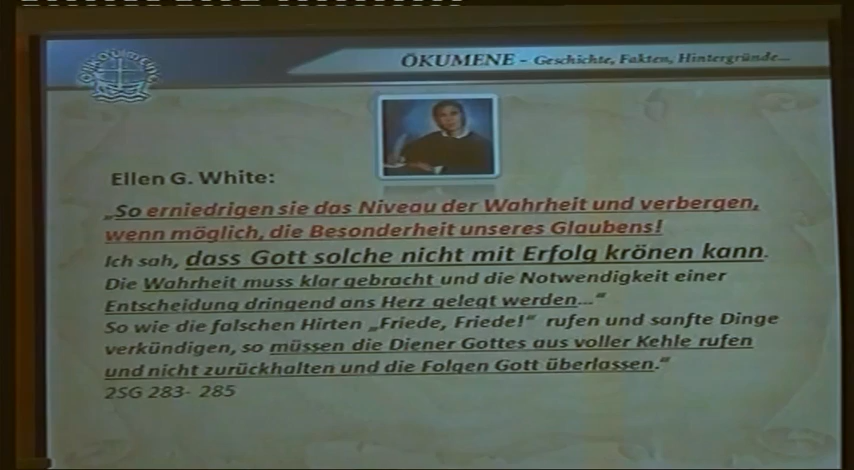 ÖKUMENE - Geschichte, Fakten, Hintergründe...
Ellen G. White:
„So erniedrigen sie das Niveau der Wahrheit und verbergen,
wenn möglich, die Besonderheit unseres Glaubens!
Ich sah, dass Gott solche nicht mit Erfolg krönen kann.
Die Wahrheit muss klar gebracht und die Notwendigkeit einer
Entscheidung dringend ans Herz gelegt werden...“
So wie die falschen Hirten „Friede, Friede!“ rufen und sanfte Dinge
verkündigen, so müssen die Diener Gottes aus voller Kehle rufen
und nicht zurückhalten und die Folgen Gott überlassen.“
2SG 283- 285